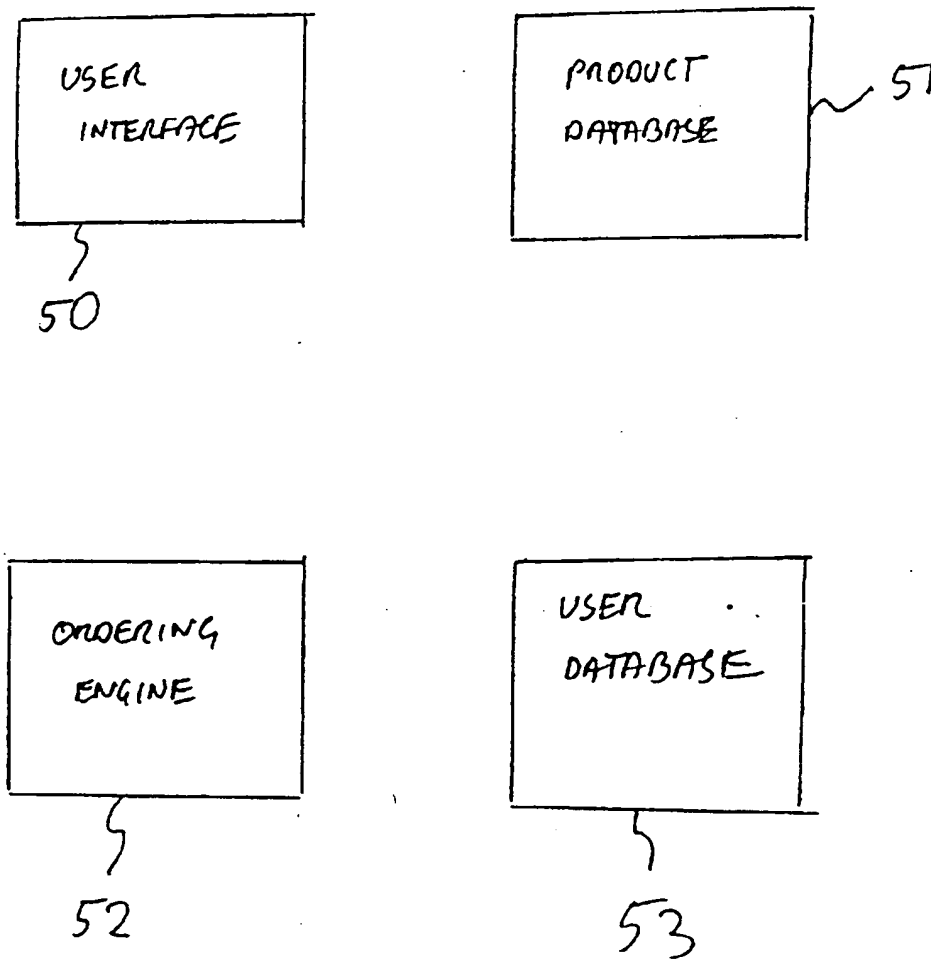 USER
INTERFACE
50
PRODUCT
DATABASE
51
ORDERING
ENGINE
52
USER
DATABASE
53